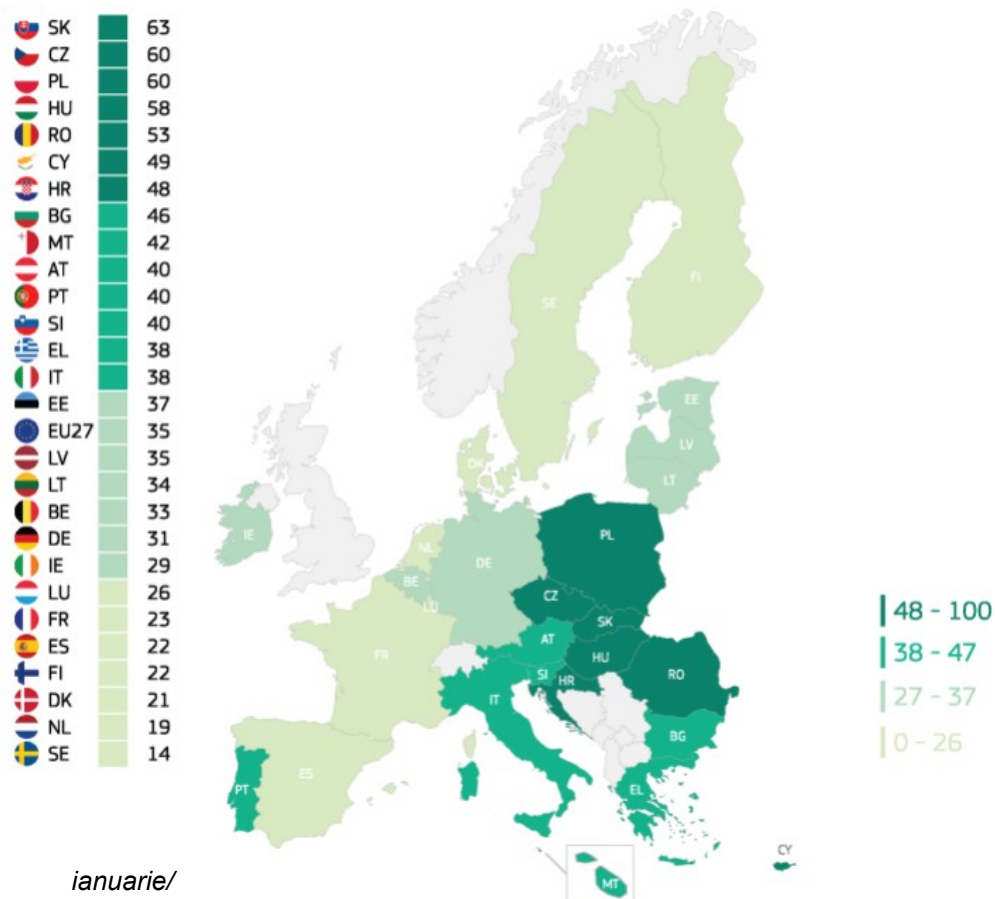 SK 63
CZ 60
PL 60
HU 58
RO 53
CY 49
HR 48
BG 46
MT 42
AT 40
PT 40
SI 40
EL 38
IT 38
EE 37
EU27 35
LV 35
LT 34
BE 33
DE 31
IE 29
LU 26
FR 23
ES 22
FI 22
DK 21
NL 19
SE 14
FI
SE
EE
LV
DK
LT
IE
PL
NL
DE
BE
CZ
LU
SK
AT
FR
HU
SI
HR
RO
IT
BG
ES
PT
EL
CY
MT
48 - 100
38 - 47
27 - 37
0 - 26
ianuarie/